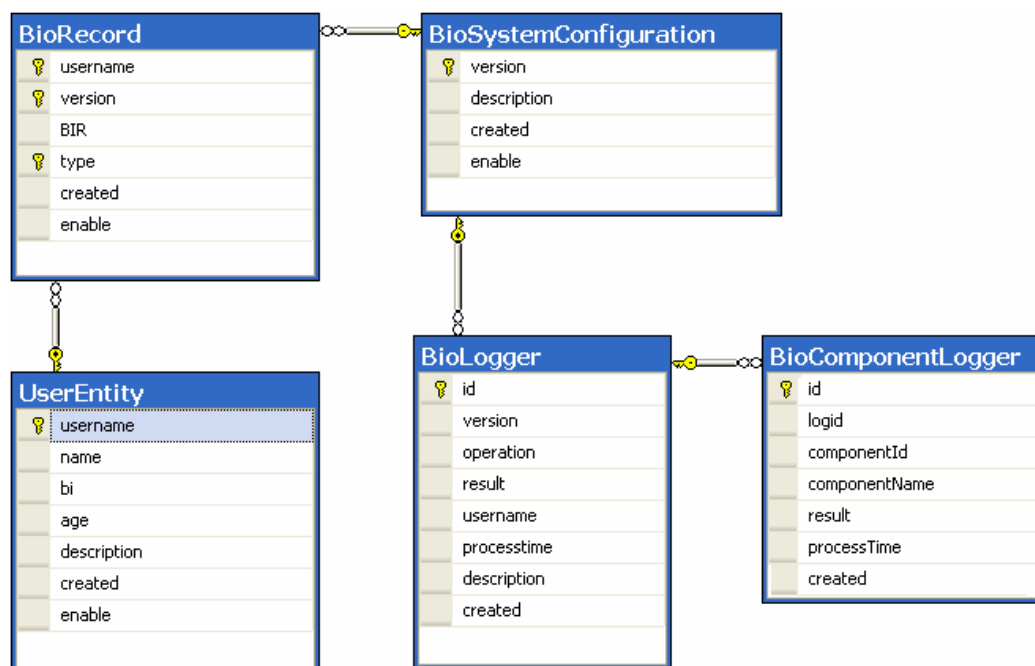 BioRecord
username
version
BIR
type
created
enable
BioSystemConfiguration
version
description
created
enable
UserEntity
username
name
bi
age
description
created
enable
BioLogger
id
version
operation
result
username
processtime
description
created
BioComponentLogger
id
logid
componentId
componentName
result
processTime
created